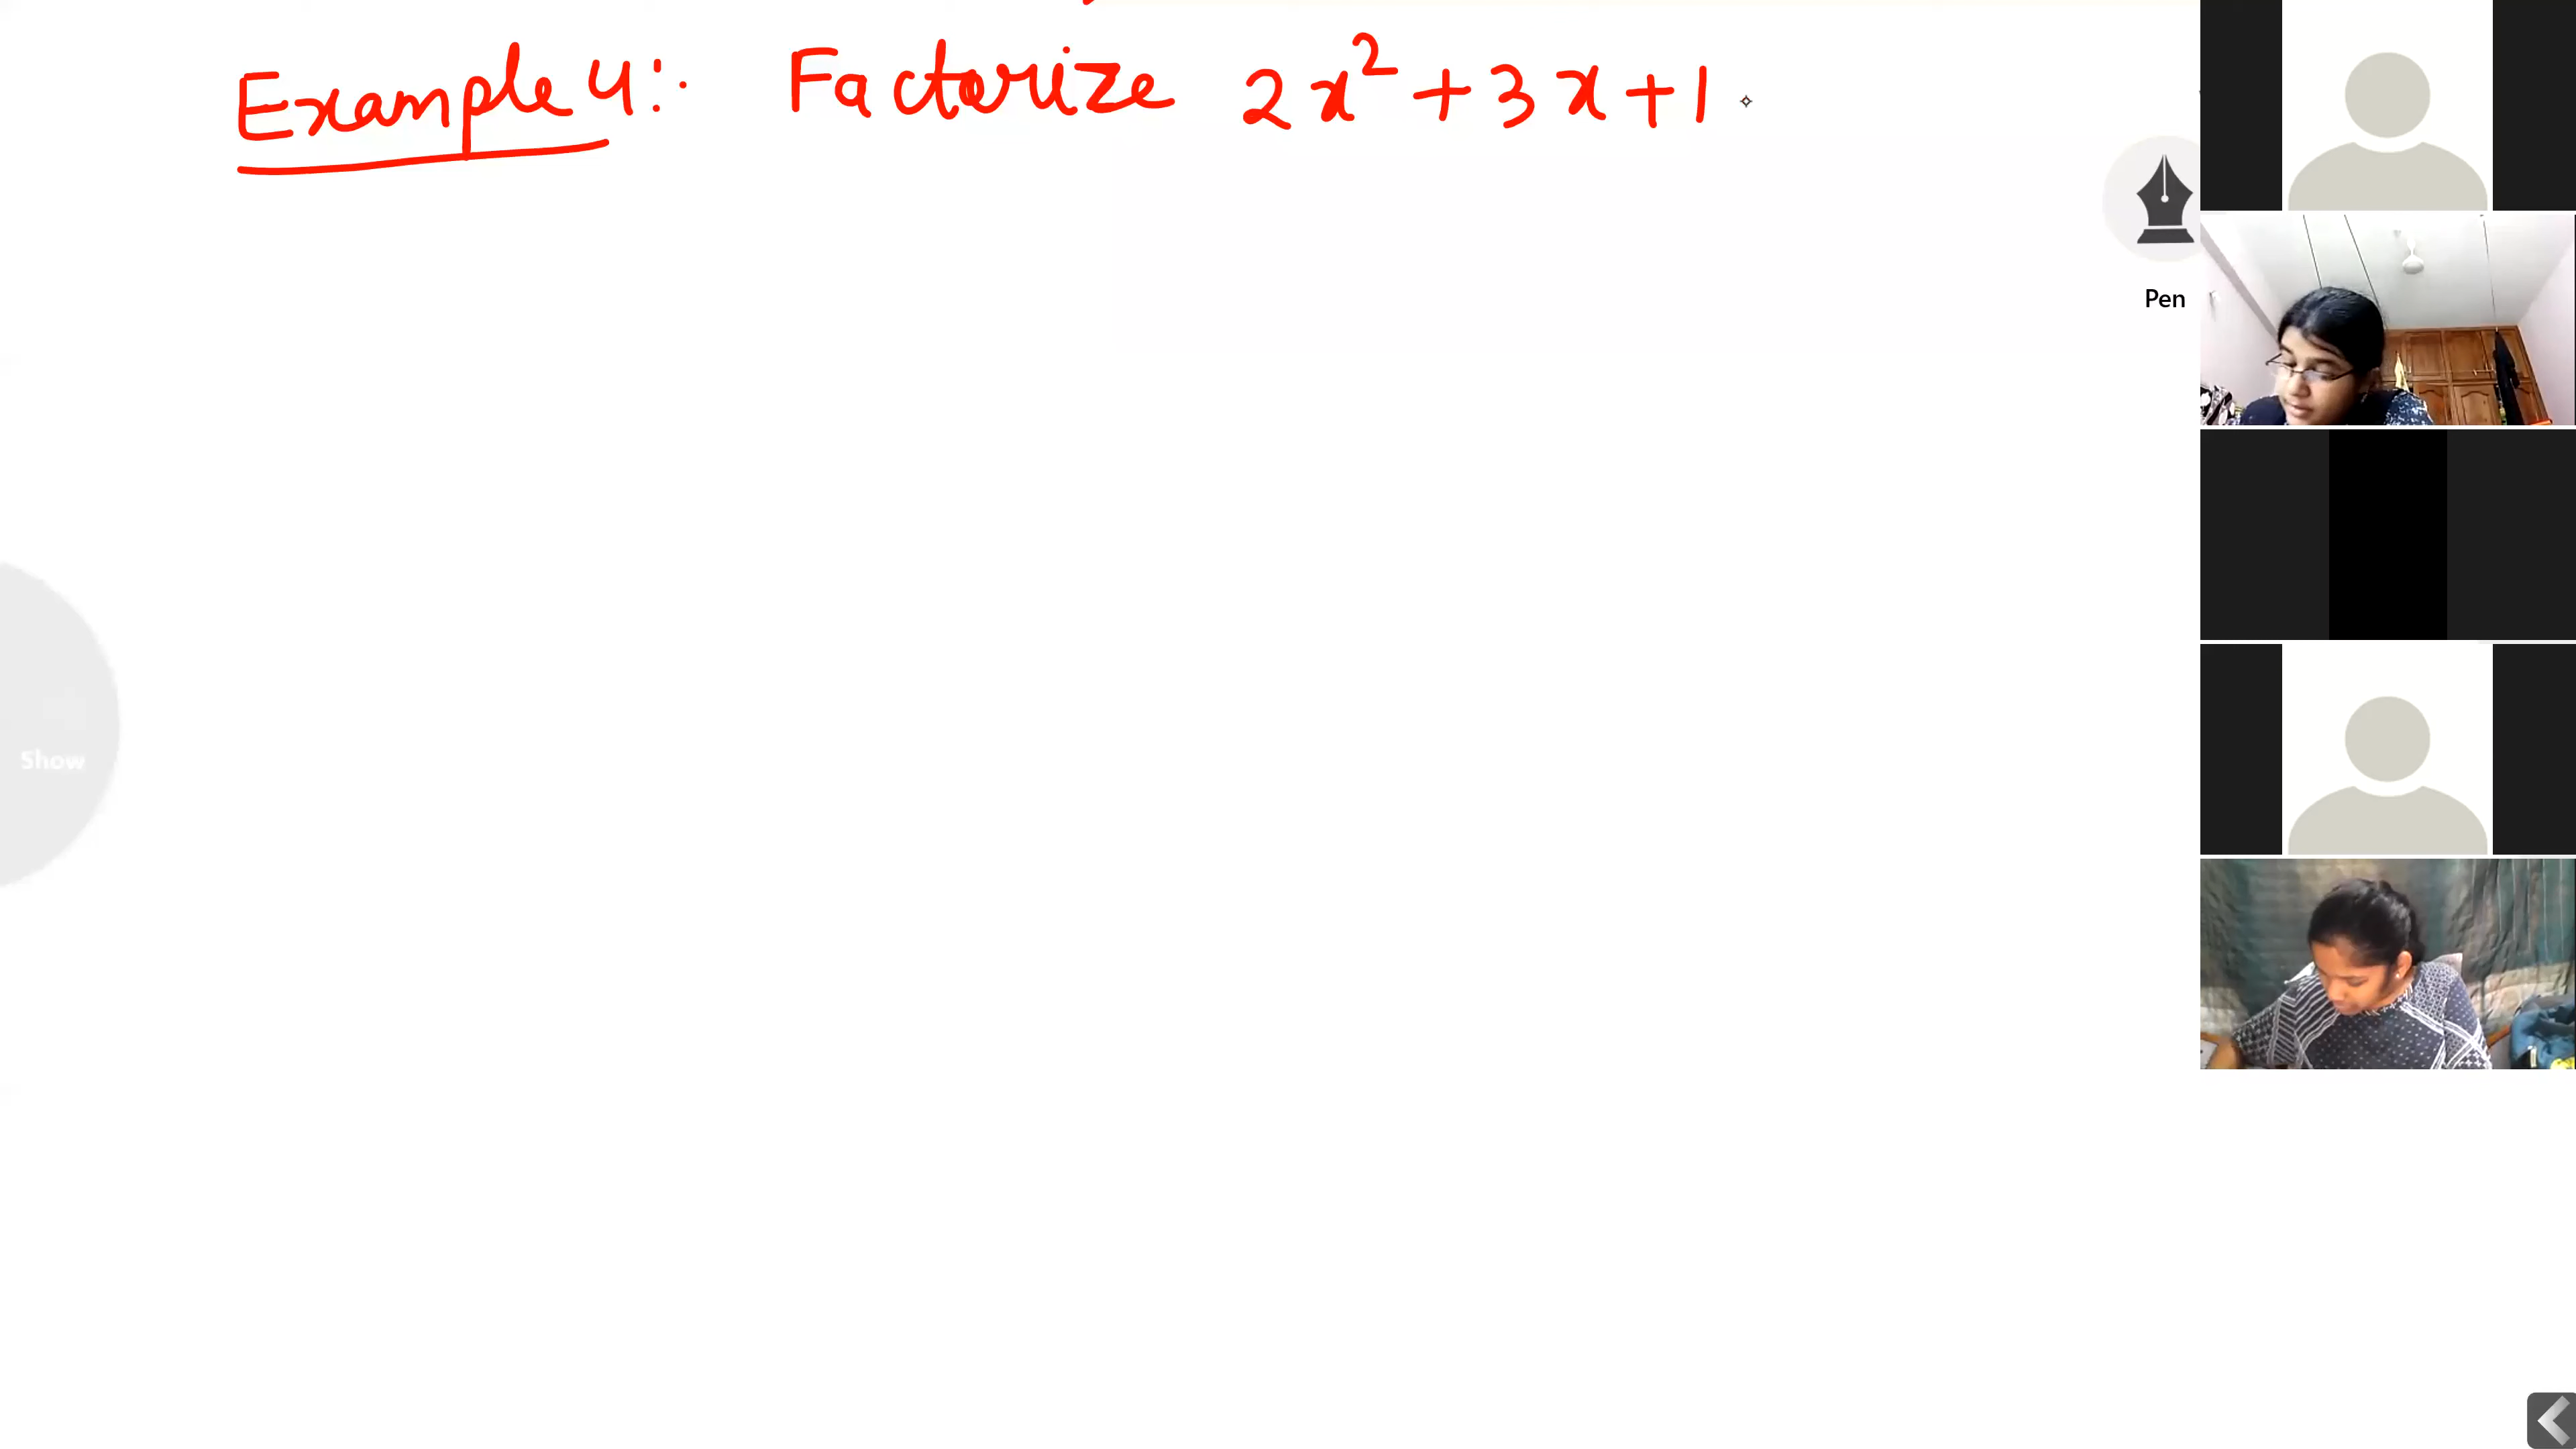 Example 4:- Factorize 2x² + 3x + 1
Pen
Show